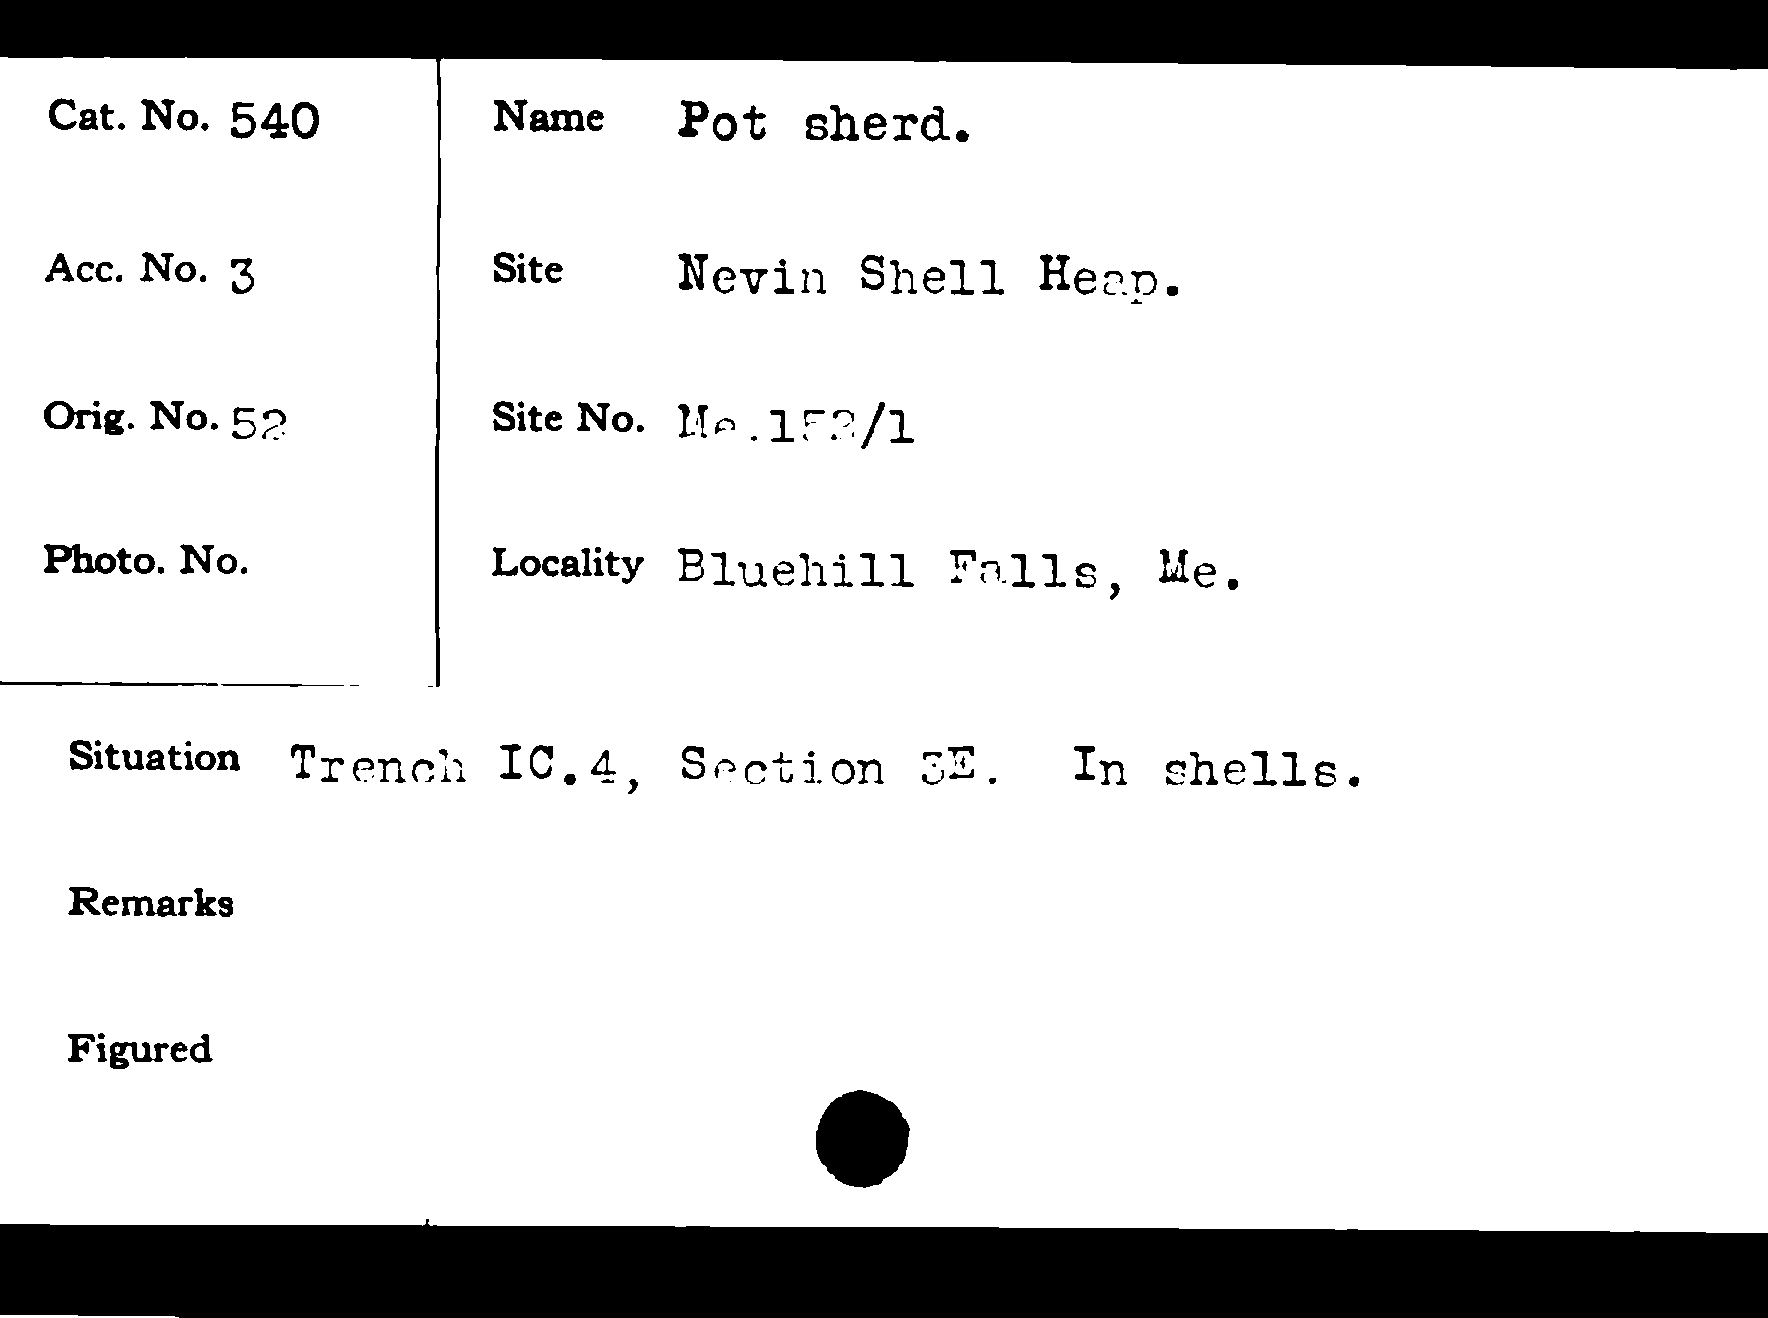 Cat. No. 540
Name Pot sherd.
Acc. No. 3
Site Nevin Shell Heap.
Orig. No. 52
Site No. Me.152/1
Photo. No.
Locality Bluehill Falls, Me.
Situation Trench IC.4, Section 3E. In shells.
Remarks
Figured